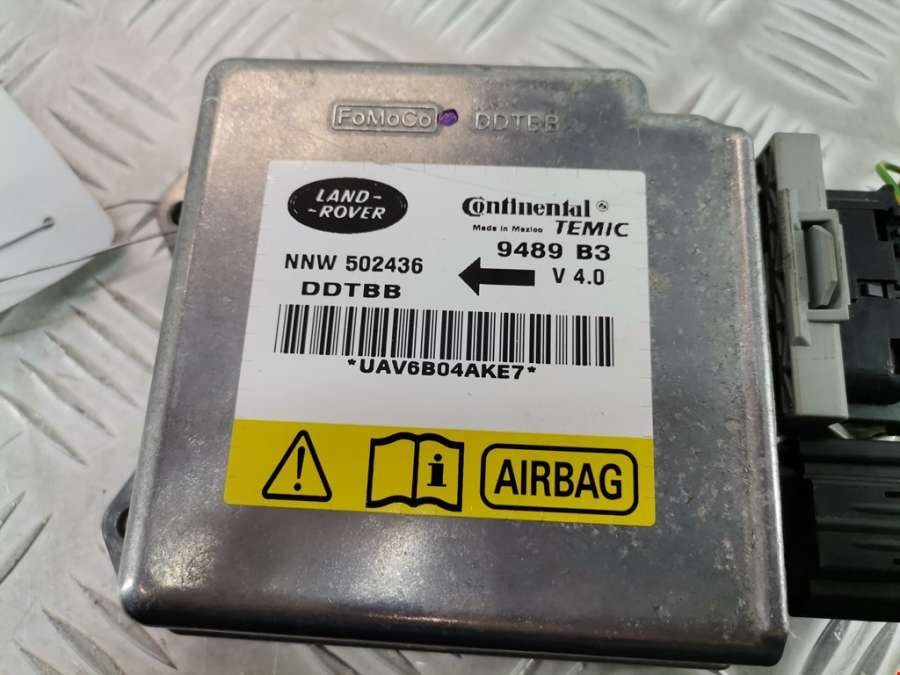 FoMoCo DDTBB
LAND-
-ROVER
Continental
Made in Mexico TEMIC
9489 B3
NNW 502436
V 4.0
DDTBB
*UAV6B04AKE7*
i
AIRBAG